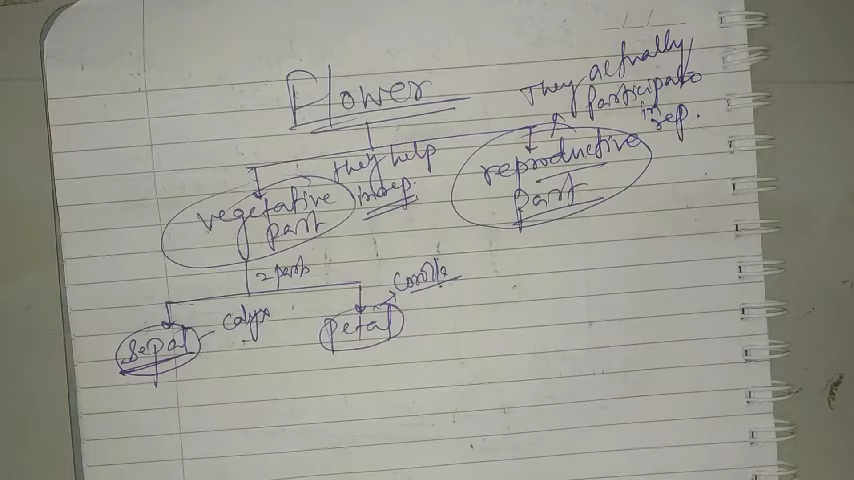 Flower
They actually
participate
in
rep.
they help
in rep.
reproductive
part
vegetative
part
2 parts
Sepal
Calyx
Petal
Corolla